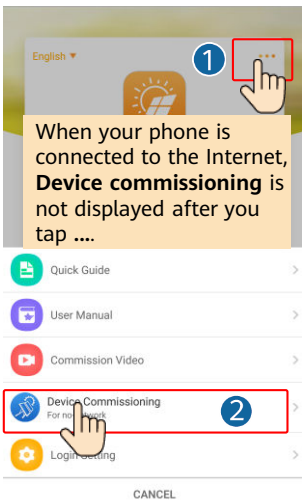 English ▼
1
...
When your phone is
connected to the Internet,
Device commissioning is
not displayed after you
tap ....
Quick Guide
User Manual
Commission Video
Device Commissioning
2
For no network
Login Setting
CANCEL